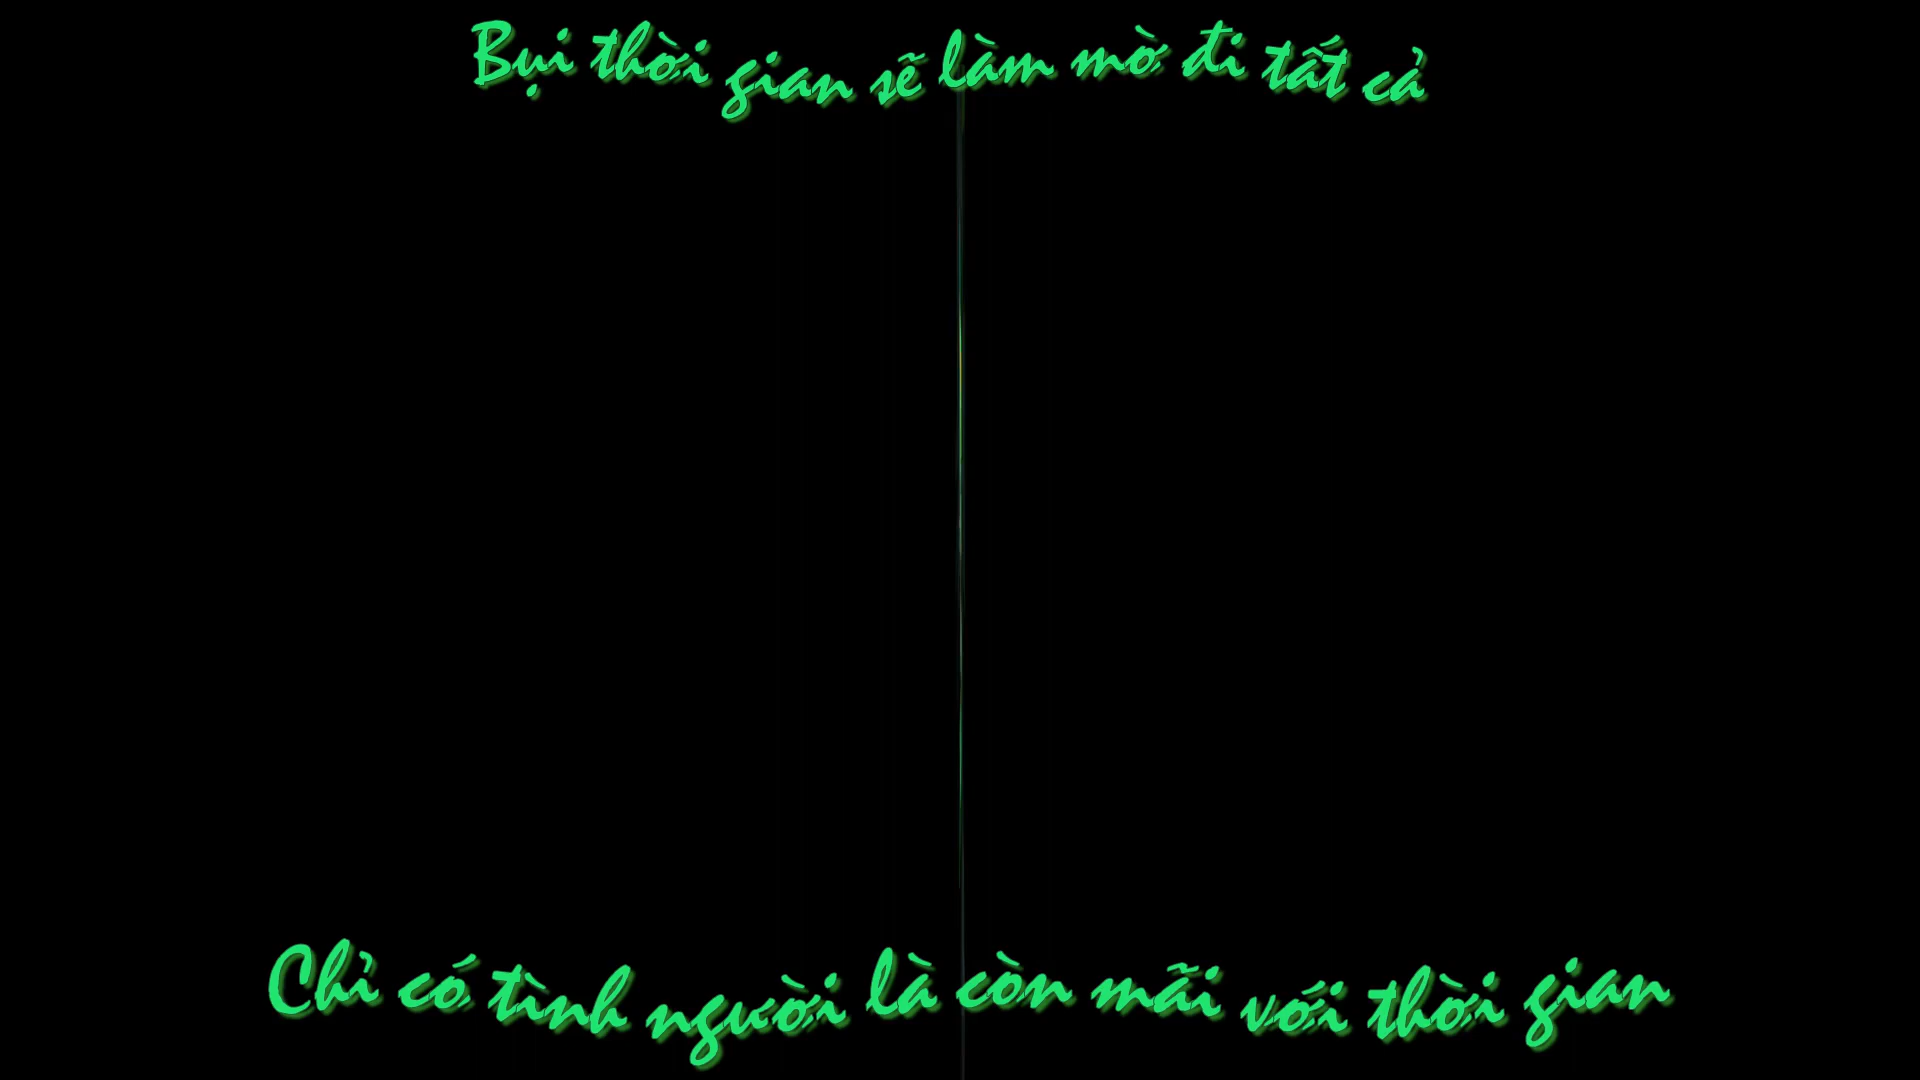 Bụi thời gian sẽ làm mờ đi tất cả
Chỉ có tình người là còn mãi với thời gian